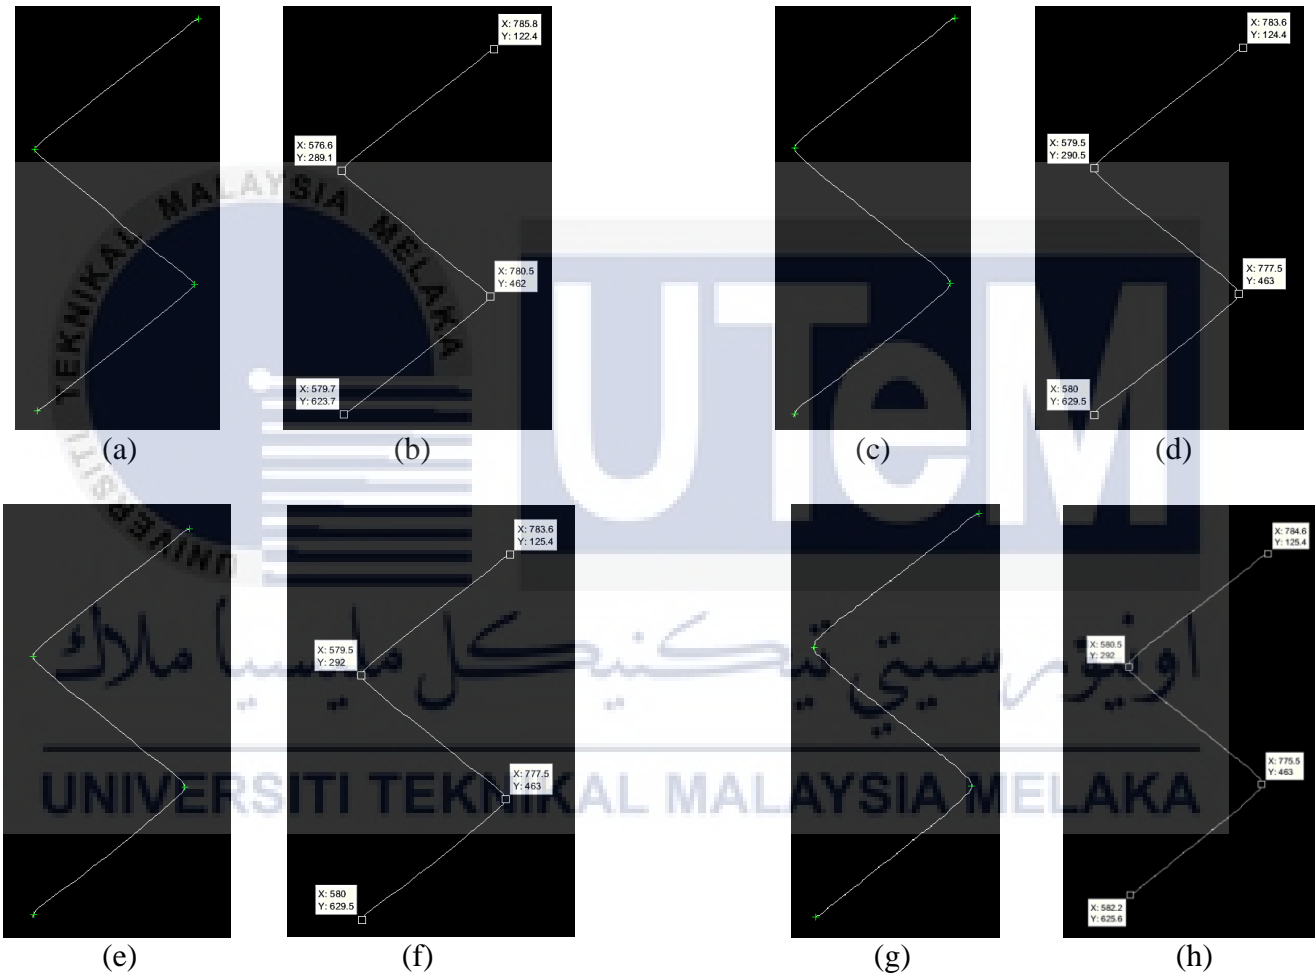 X: 785.8
Y: 122.4
X: 576.6
Y: 289.1
X: 780.5
Y: 462
X: 579.7
Y: 623.7
X: 783.6
Y: 124.4
X: 579.5
Y: 290.5
X: 777.5
Y: 463
X: 580
Y: 629.5
(a) (b) (c) (d)
UNIVERSITI TEKNIKAL MALAYSIA MELAKA
UTeM
X: 783.6
Y: 125.4
X: 579.5
Y: 292
X: 777.5
Y: 463
X: 580
Y: 629.5
X: 784.6
Y: 125.4
X: 580.5
Y: 292
X: 775.5
Y: 463
X: 582.2
Y: 625.6
اونيۏرسيتي تيكنيكل مليسيا ملاك
UNIVERSITI TEKNIKAL MALAYSIA MELAKA
(e) (f) (g) (h)